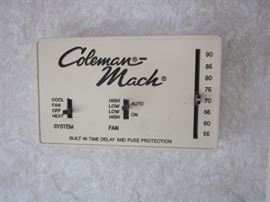 Coleman®-
Mach®
COOL
FAN
OFF
HEAT
SYSTEM
HIGH
LOW
LOW
HIGH
AUTO
ON
FAN
90
85
80
75
70
65
60
55
BUILT IN TIME DELAY AND FUSE PROTECTION